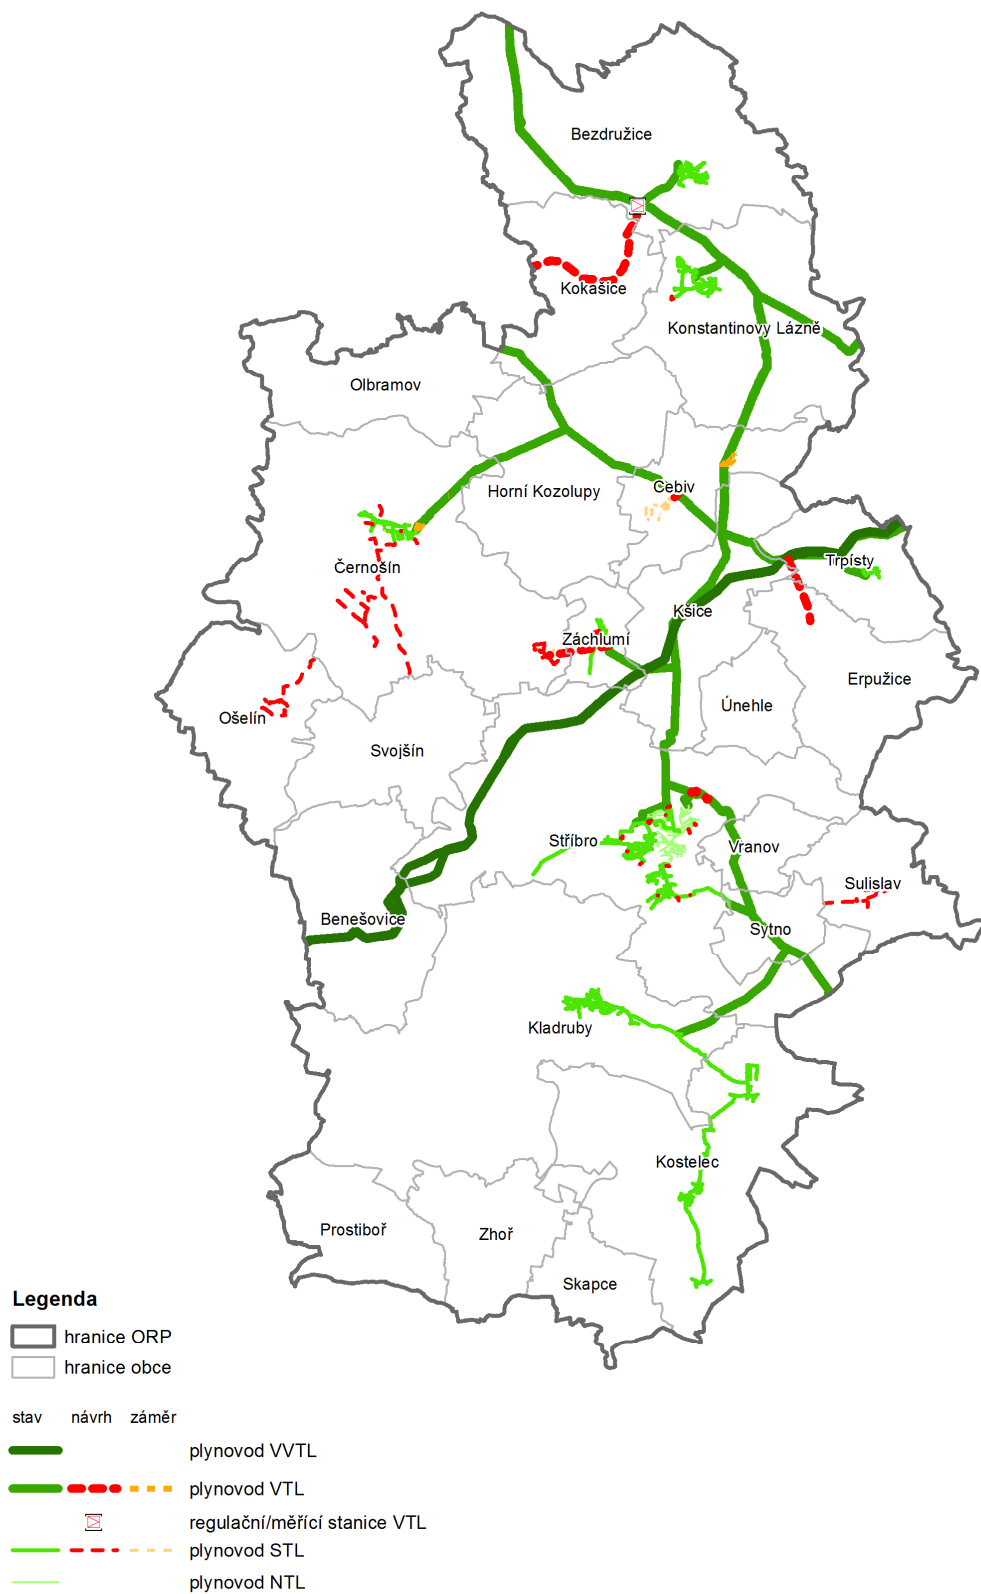 Bezdružice
Kokašice
Konstantinovy Lázně
Olbramov
Horní Kozolupy
Cebiv
Černošín
Trpísty
Kšice
Záchlumí
Erpužice
Únehle
Ošelín
Svojšín
Stříbro
Vranov
Sulislav
Benešovice
Sytno
Kladruby
Kostelec
Prostiboř
Zhoř
Skapce
Legenda
hranice ORP
hranice obce
stav návrh záměr
plynovod VVTL
plynovod VTL
regulační/měřící stanice VTL
plynovod STL
plynovod NTL